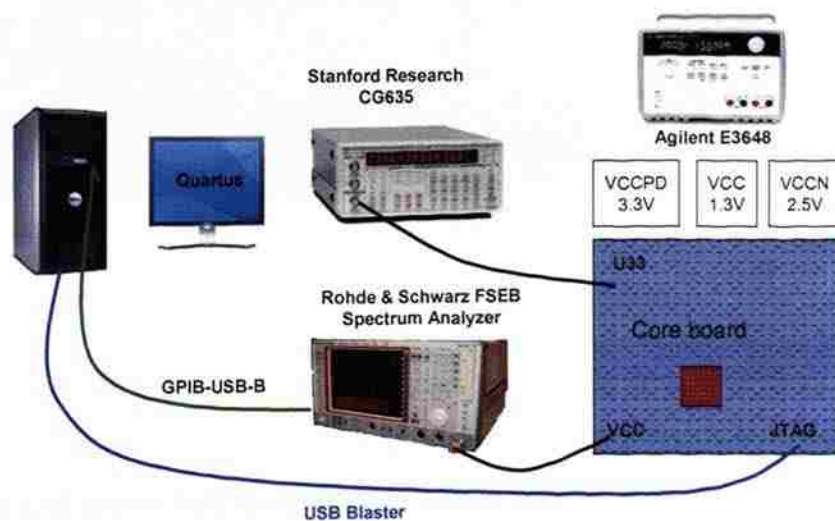 Stanford Research
CG635
Agilent E3648
Quartus
VCCPD
3.3V
VCC
1.3V
VCCN
2.5V
U33
Rohde & Schwarz FSEB
Spectrum Analyzer
Core board
GPIB-USB-B
VCC
JTAG
USB Blaster